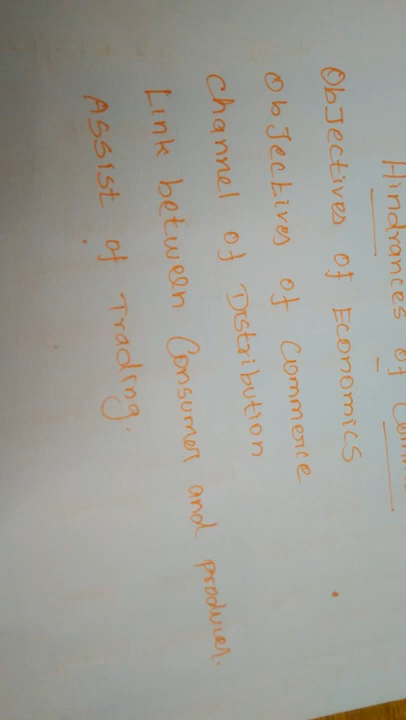 Hindrances of
Objectives of Economics
Objectives of Commerce
Channel of Distribution
Link between Consumer and producer.
Assist of Trading.